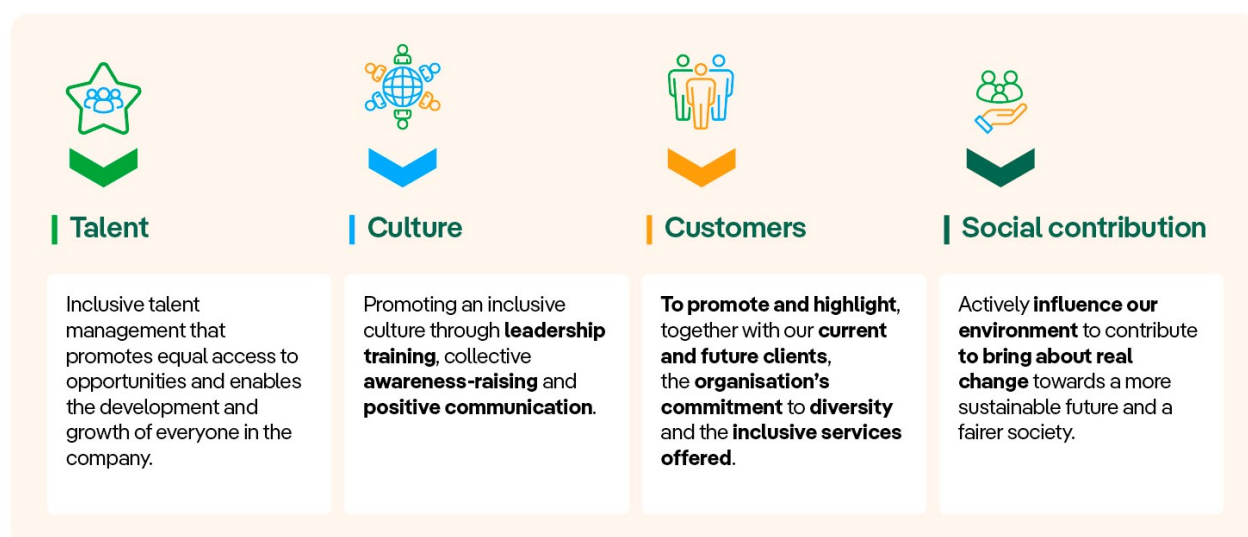 Talent
Inclusive talent
management that
promotes equal access to
opportunities and enables
the development and
growth of everyone in the
company.
Culture
Promoting an inclusive
culture through leadership
training, collective
awareness-raising and
positive communication.
Customers
To promote and highlight,
together with our current
and future clients,
the organisation's
commitment to diversity
and the inclusive services
offered.
Social contribution
Actively influence our
environment to contribute
to bring about real
change towards a more
sustainable future and a
fairer society.